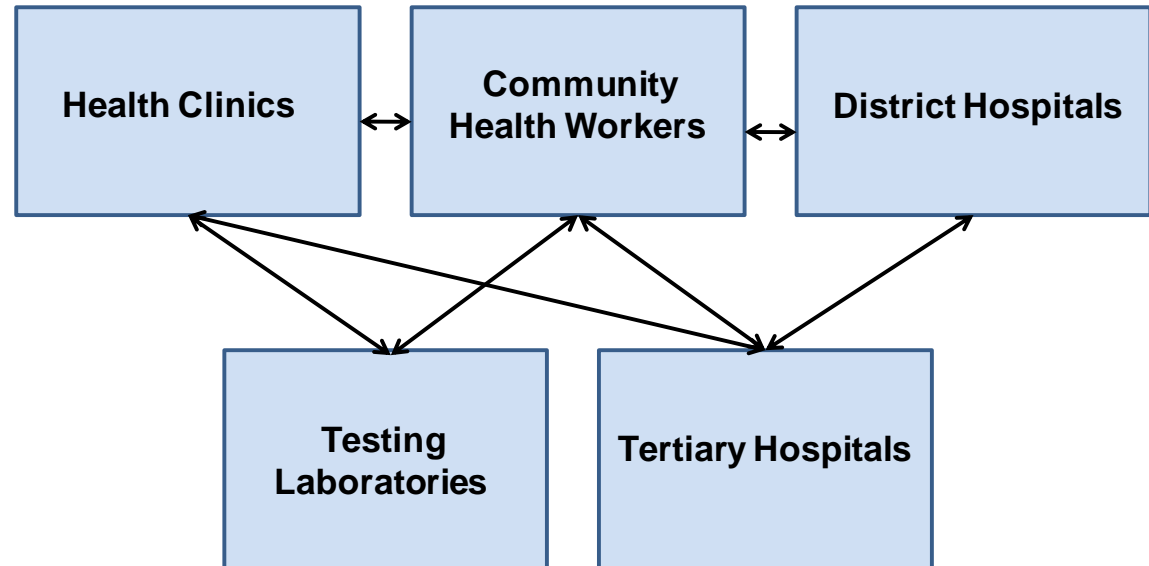 Health Clinics
Community
Health Workers
District Hospitals
Testing
Laboratories
Tertiary Hospitals